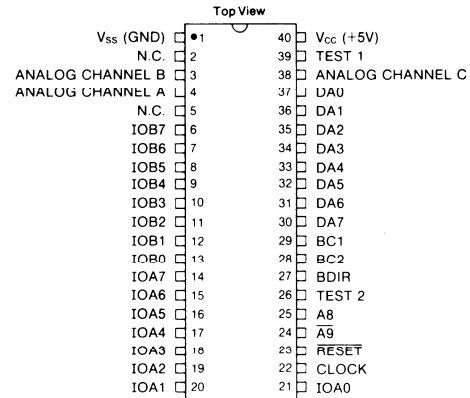 Top View
Vss (GND) 1 40 Vcc (+5V)
N.C. 2 39 TEST 1
ANALOG CHANNEL B 3 38 ANALOG CHANNEL C
ANALOG CHANNEL A 4 37 DA0
N.C. 5 36 DA1
IOB7 6 35 DA2
IOB6 7 34 DA3
IOB5 8 33 DA4
IOB4 9 32 DA5
IOB3 10 31 DA6
IOB2 11 30 DA7
IOB1 12 29 BC1
IOB0 13 28 BC2
IOA7 14 27 BDIR
IOA6 15 26 TEST 2
IOA5 16 25 A8
IOA4 17 24 A9
IOA3 18 23 RESET
IOA2 19 22 CLOCK
IOA1 20 21 IOA0